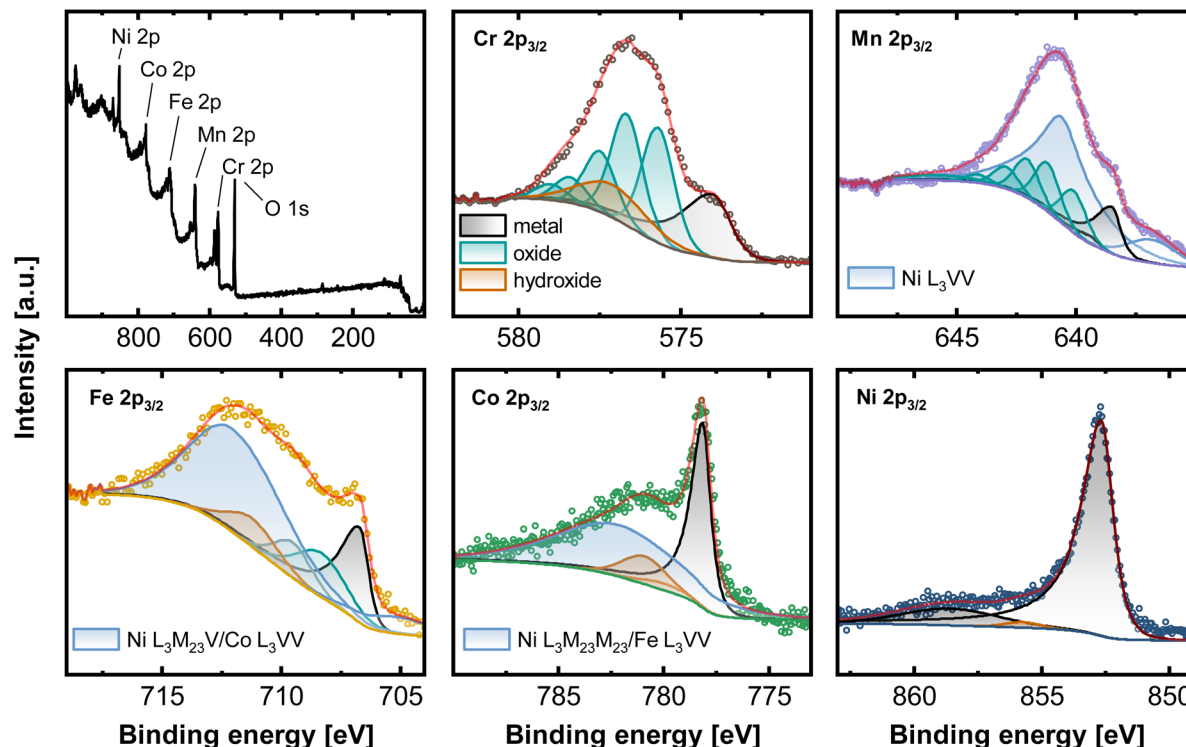 Intensity [a.u.]
Ni 2p
Co 2p
Fe 2p
Mn 2p
Cr 2p
O 1s
800 600 400 200
Cr 2p3/2
metal
oxide
hydroxide
580 575
Mn 2p3/2
Ni L3VV
645 640
Fe 2p3/2
Ni L3M23V/Co L3VV
715 710 705
Binding energy [eV]
Co 2p3/2
Ni L3M23M23/Fe L3VV
785 780 775
Binding energy [eV]
Ni 2p3/2
860 855 850
Binding energy [eV]